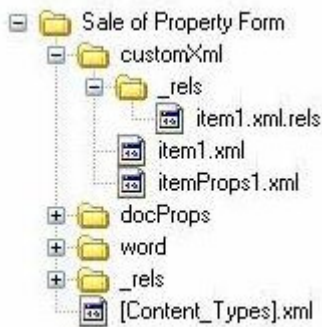 Sale of Property Form
customXml
_rels
item1.xml.rels
item1.xml
itemProps1.xml
docProps
word
_rels
[Content_Types].xml